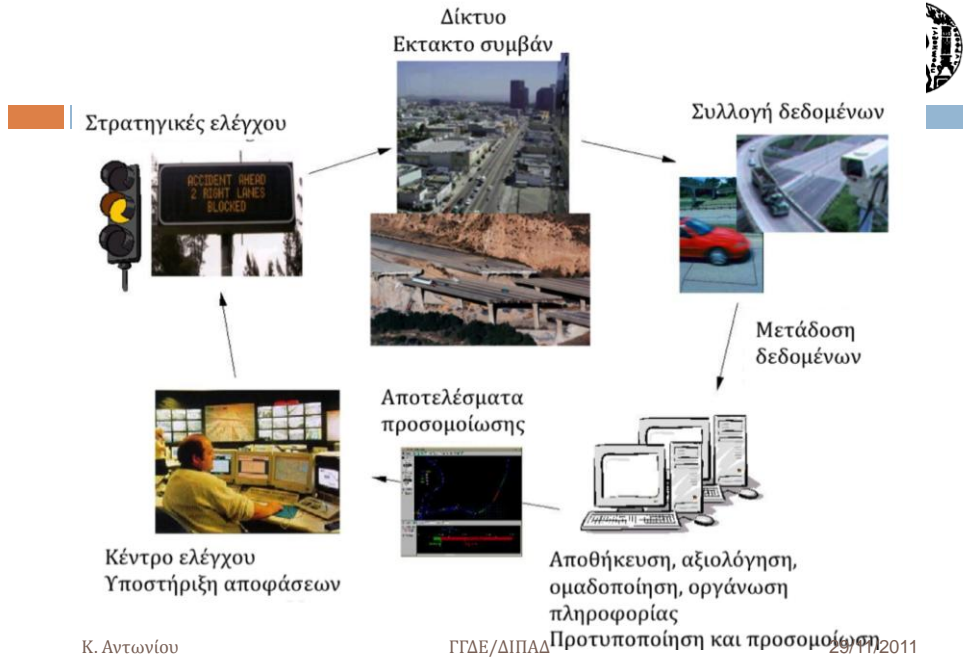 Δίκτυο
Εκτακτο συμβάν
Στρατηγικές ελέγχου
ACCIDENT AHEAD
2 RIGHT LANES
BLOCKED
Συλλογή δεδομένων
Μετάδοση
δεδομένων
Αποτελέσματα
προσομοίωσης
Κέντρο ελέγχου
Υποστήριξη αποφάσεων
Αποθήκευση, αξιολόγηση,
ομαδοποίηση, οργάνωση
πληροφορίας
Προτυποποίηση και προσομοίωση
Κ. Αντωνίου
ΓΓΔΕ/ΔΙΠΑΔ
29/11/2011